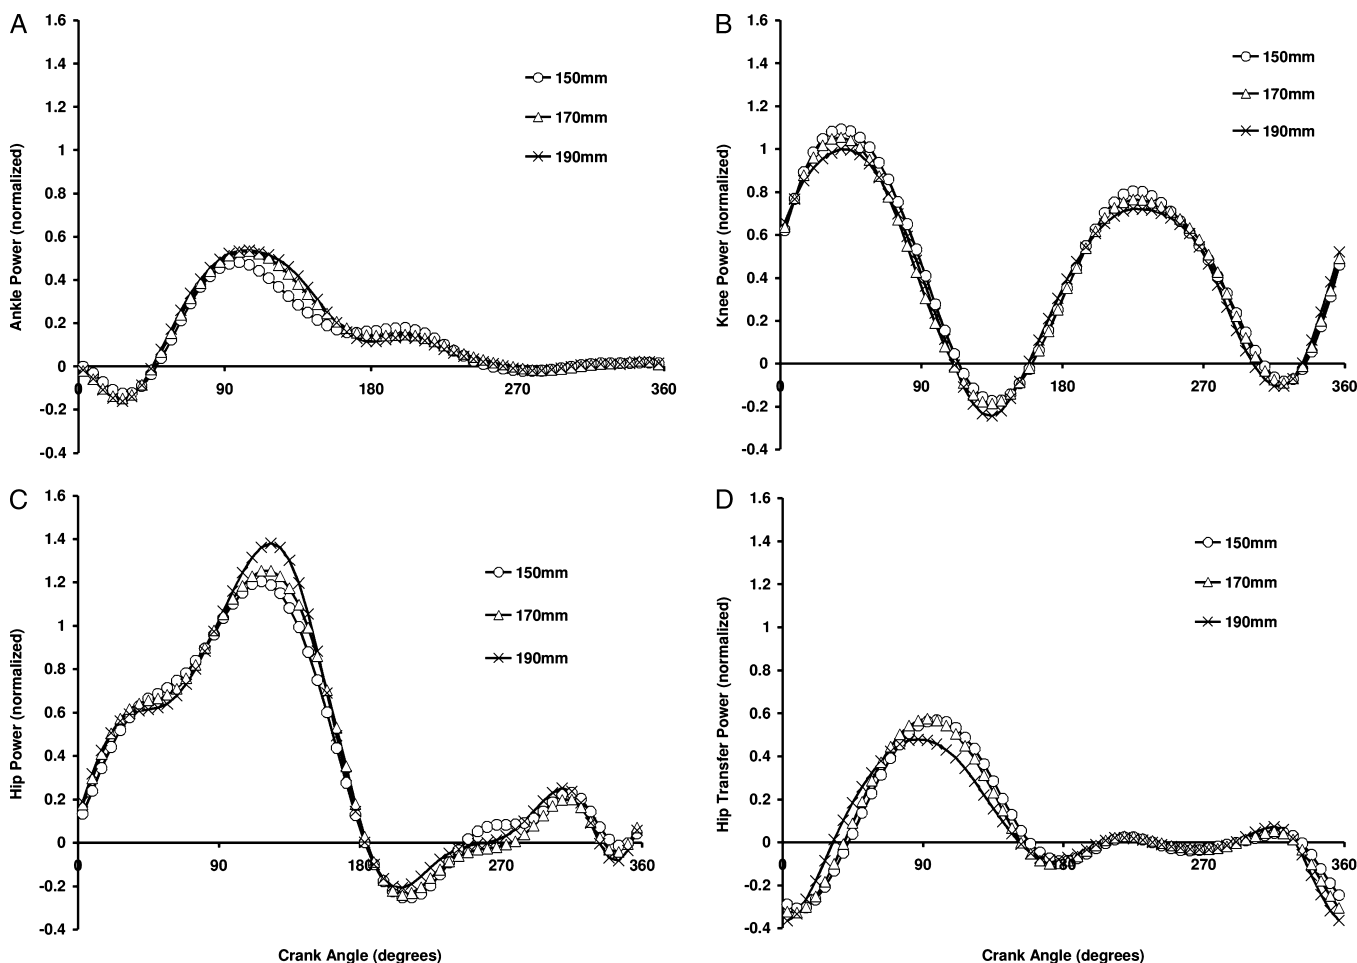 A
1.6
1.4
1.2
1
0.8
0.6
0.4
0.2
0
-0.2
-0.4
Ankle Power (normalized)
0
90
180
270
360
150mm
170mm
190mm
B
1.6
1.4
1.2
1
0.8
0.6
0.4
0.2
0
-0.2
-0.4
Knee Power (normalized)
0
90
180
270
360
150mm
170mm
190mm
C
1.6
1.4
1.2
1
0.8
0.6
0.4
0.2
0
-0.2
-0.4
Hip Power (normalized)
0
90
180
270
360
150mm
170mm
190mm
Crank Angle (degrees)
D
1.6
1.4
1.2
1
0.8
0.6
0.4
0.2
0
-0.2
-0.4
Hip Transfer Power (normalized)
0
90
180
270
360
150mm
170mm
190mm
Crank Angle (degrees)